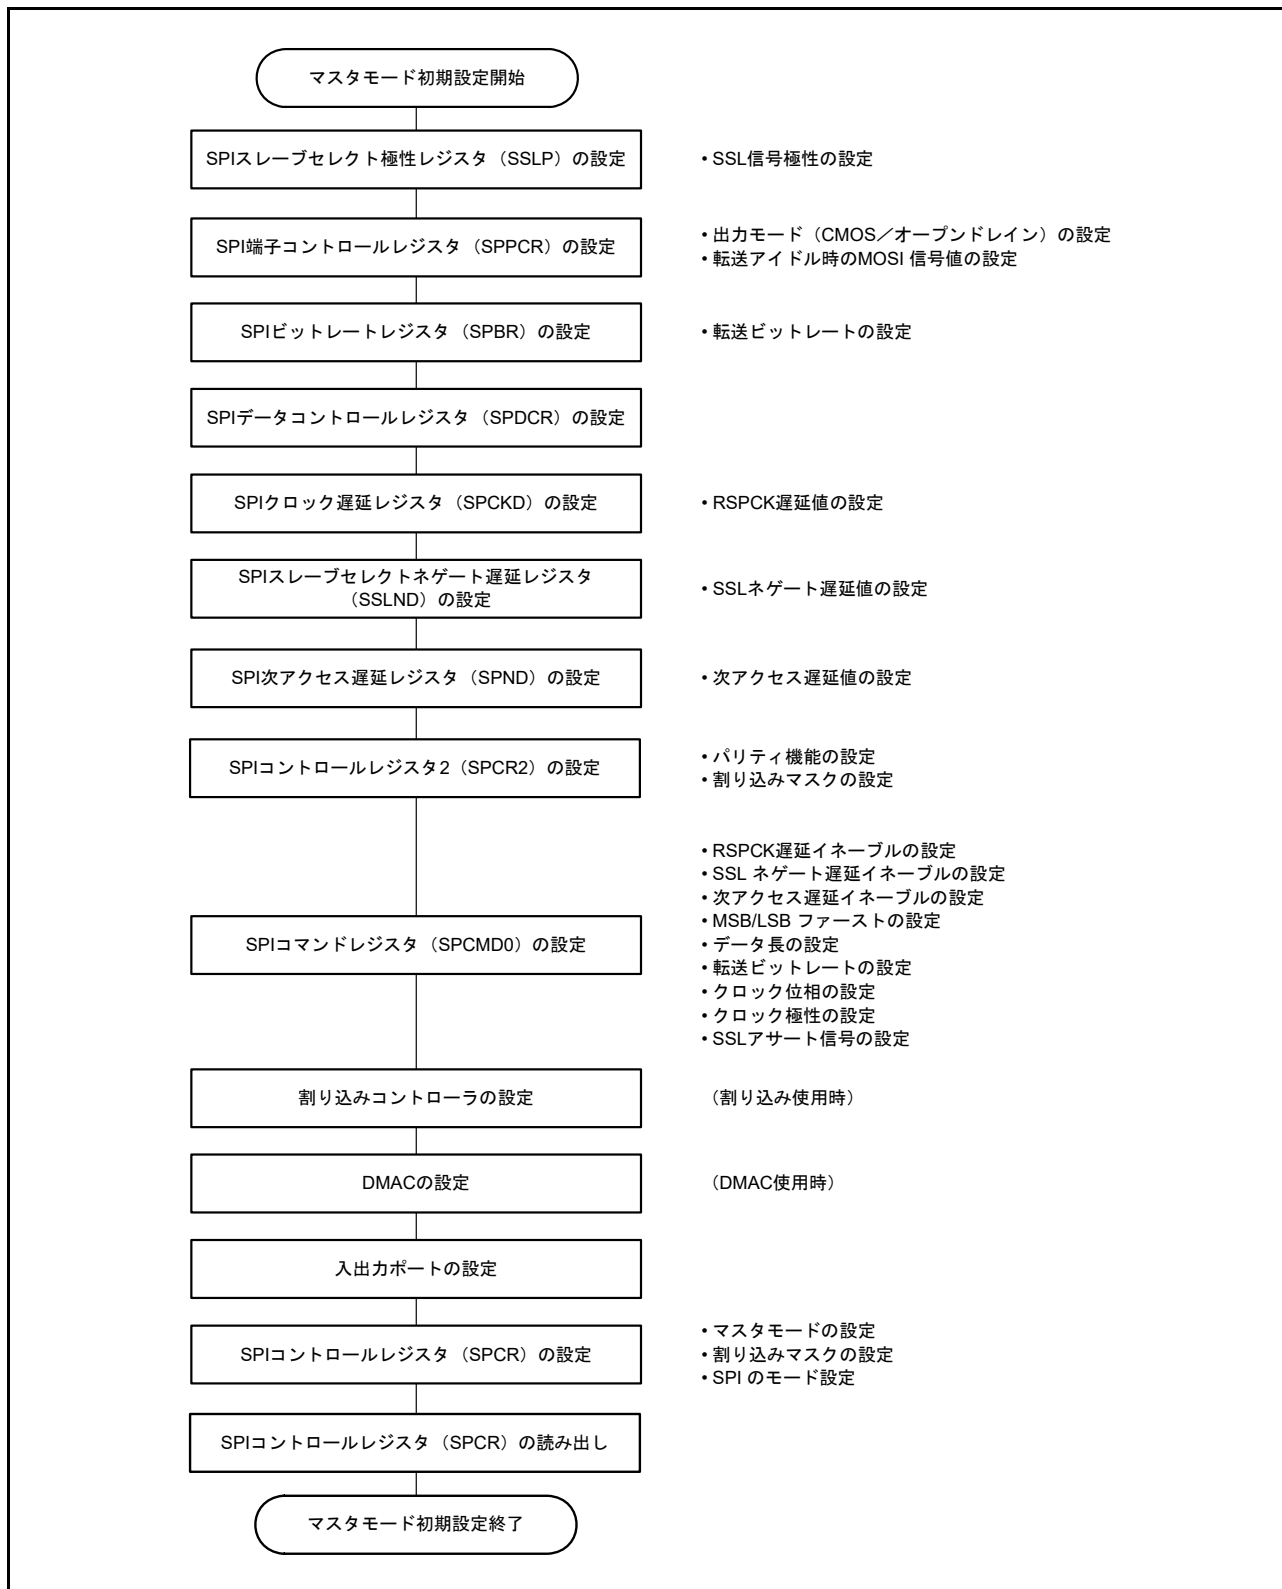 マスタモード初期設定開始
SPIスレーブセレクト極性レジスタ（SSLP）の設定
• SSL信号極性の設定
SPI端子コントロールレジスタ（SPPCR）の設定
• 出力モード（CMOS／オープンドレイン）の設定
• 転送アイドル時のMOSI 信号値の設定
SPIビットレートレジスタ（SPBR）の設定
• 転送ビットレートの設定
SPIデータコントロールレジスタ（SPDCR）の設定
SPIクロック遅延レジスタ（SPCKD）の設定
• RSPCK遅延値の設定
SPIスレーブセレクトネゲート遅延レジスタ
（SSLND）の設定
• SSLネゲート遅延値の設定
SPI次アクセス遅延レジスタ（SPND）の設定
• 次アクセス遅延値の設定
SPIコントロールレジスタ2（SPCR2）の設定
• パリティ機能の設定
• 割り込みマスクの設定
SPIコマンドレジスタ（SPCMD0）の設定
• RSPCK遅延イネーブルの設定
• SSL ネゲート遅延イネーブルの設定
• 次アクセス遅延イネーブルの設定
• MSB/LSB ファーストの設定
• データ長の設定
• 転送ビットレートの設定
• クロック位相の設定
• クロック極性の設定
• SSLアサート信号の設定
割り込みコントローラの設定
（割り込み使用時）
DMACの設定
（DMAC使用時）
入出力ポートの設定
SPIコントロールレジスタ（SPCR）の設定
• マスタモードの設定
• 割り込みマスクの設定
• SPI のモード設定
SPIコントロールレジスタ（SPCR）の読み出し
マスタモード初期設定終了